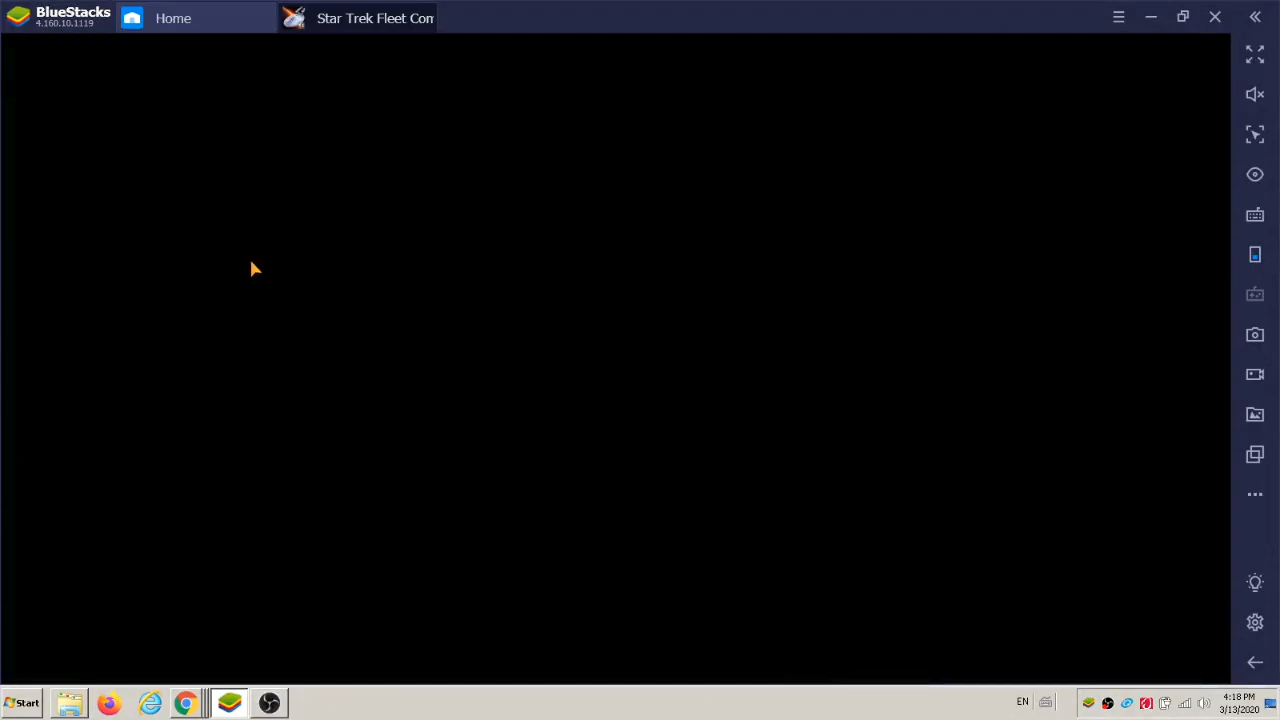 BlueStacks
4.160.10.1119
Home
Star Trek Fleet Con
Start
EN
4:18 PM
3/13/2020